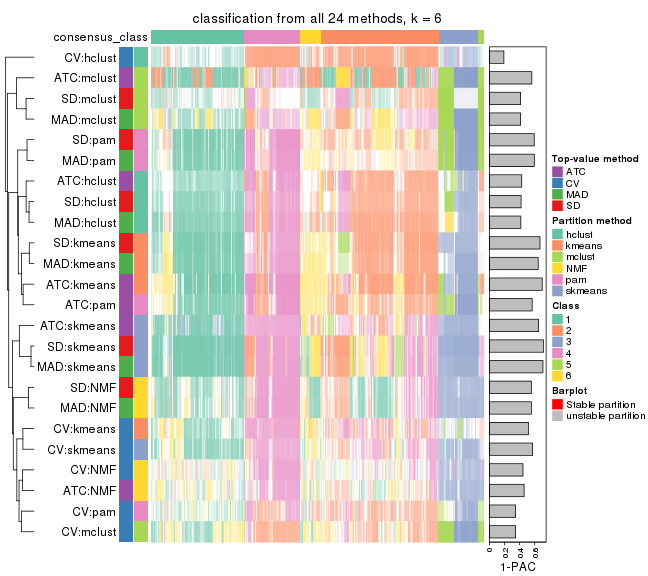 classification from all 24 methods, k = 6
consensus_class
CV:hclust
ATC:mclust
SD:mclust
MAD:mclust
SD:pam
MAD:pam
ATC:hclust
SD:hclust
MAD:hclust
SD:kmeans
MAD:kmeans
ATC:kmeans
ATC:pam
ATC:skmeans
SD:skmeans
MAD:skmeans
SD:NMF
MAD:NMF
CV:kmeans
CV:skmeans
CV:NMF
ATC:NMF
CV:pam
CV:mclust
0 0.2 0.4 0.6
1-PAC
Top-value method
ATC
CV
MAD
SD
Partition method
hclust
kmeans
mclust
NMF
pam
skmeans
Class
1
2
3
4
5
6
Barplot
Stable partition
unstable partition